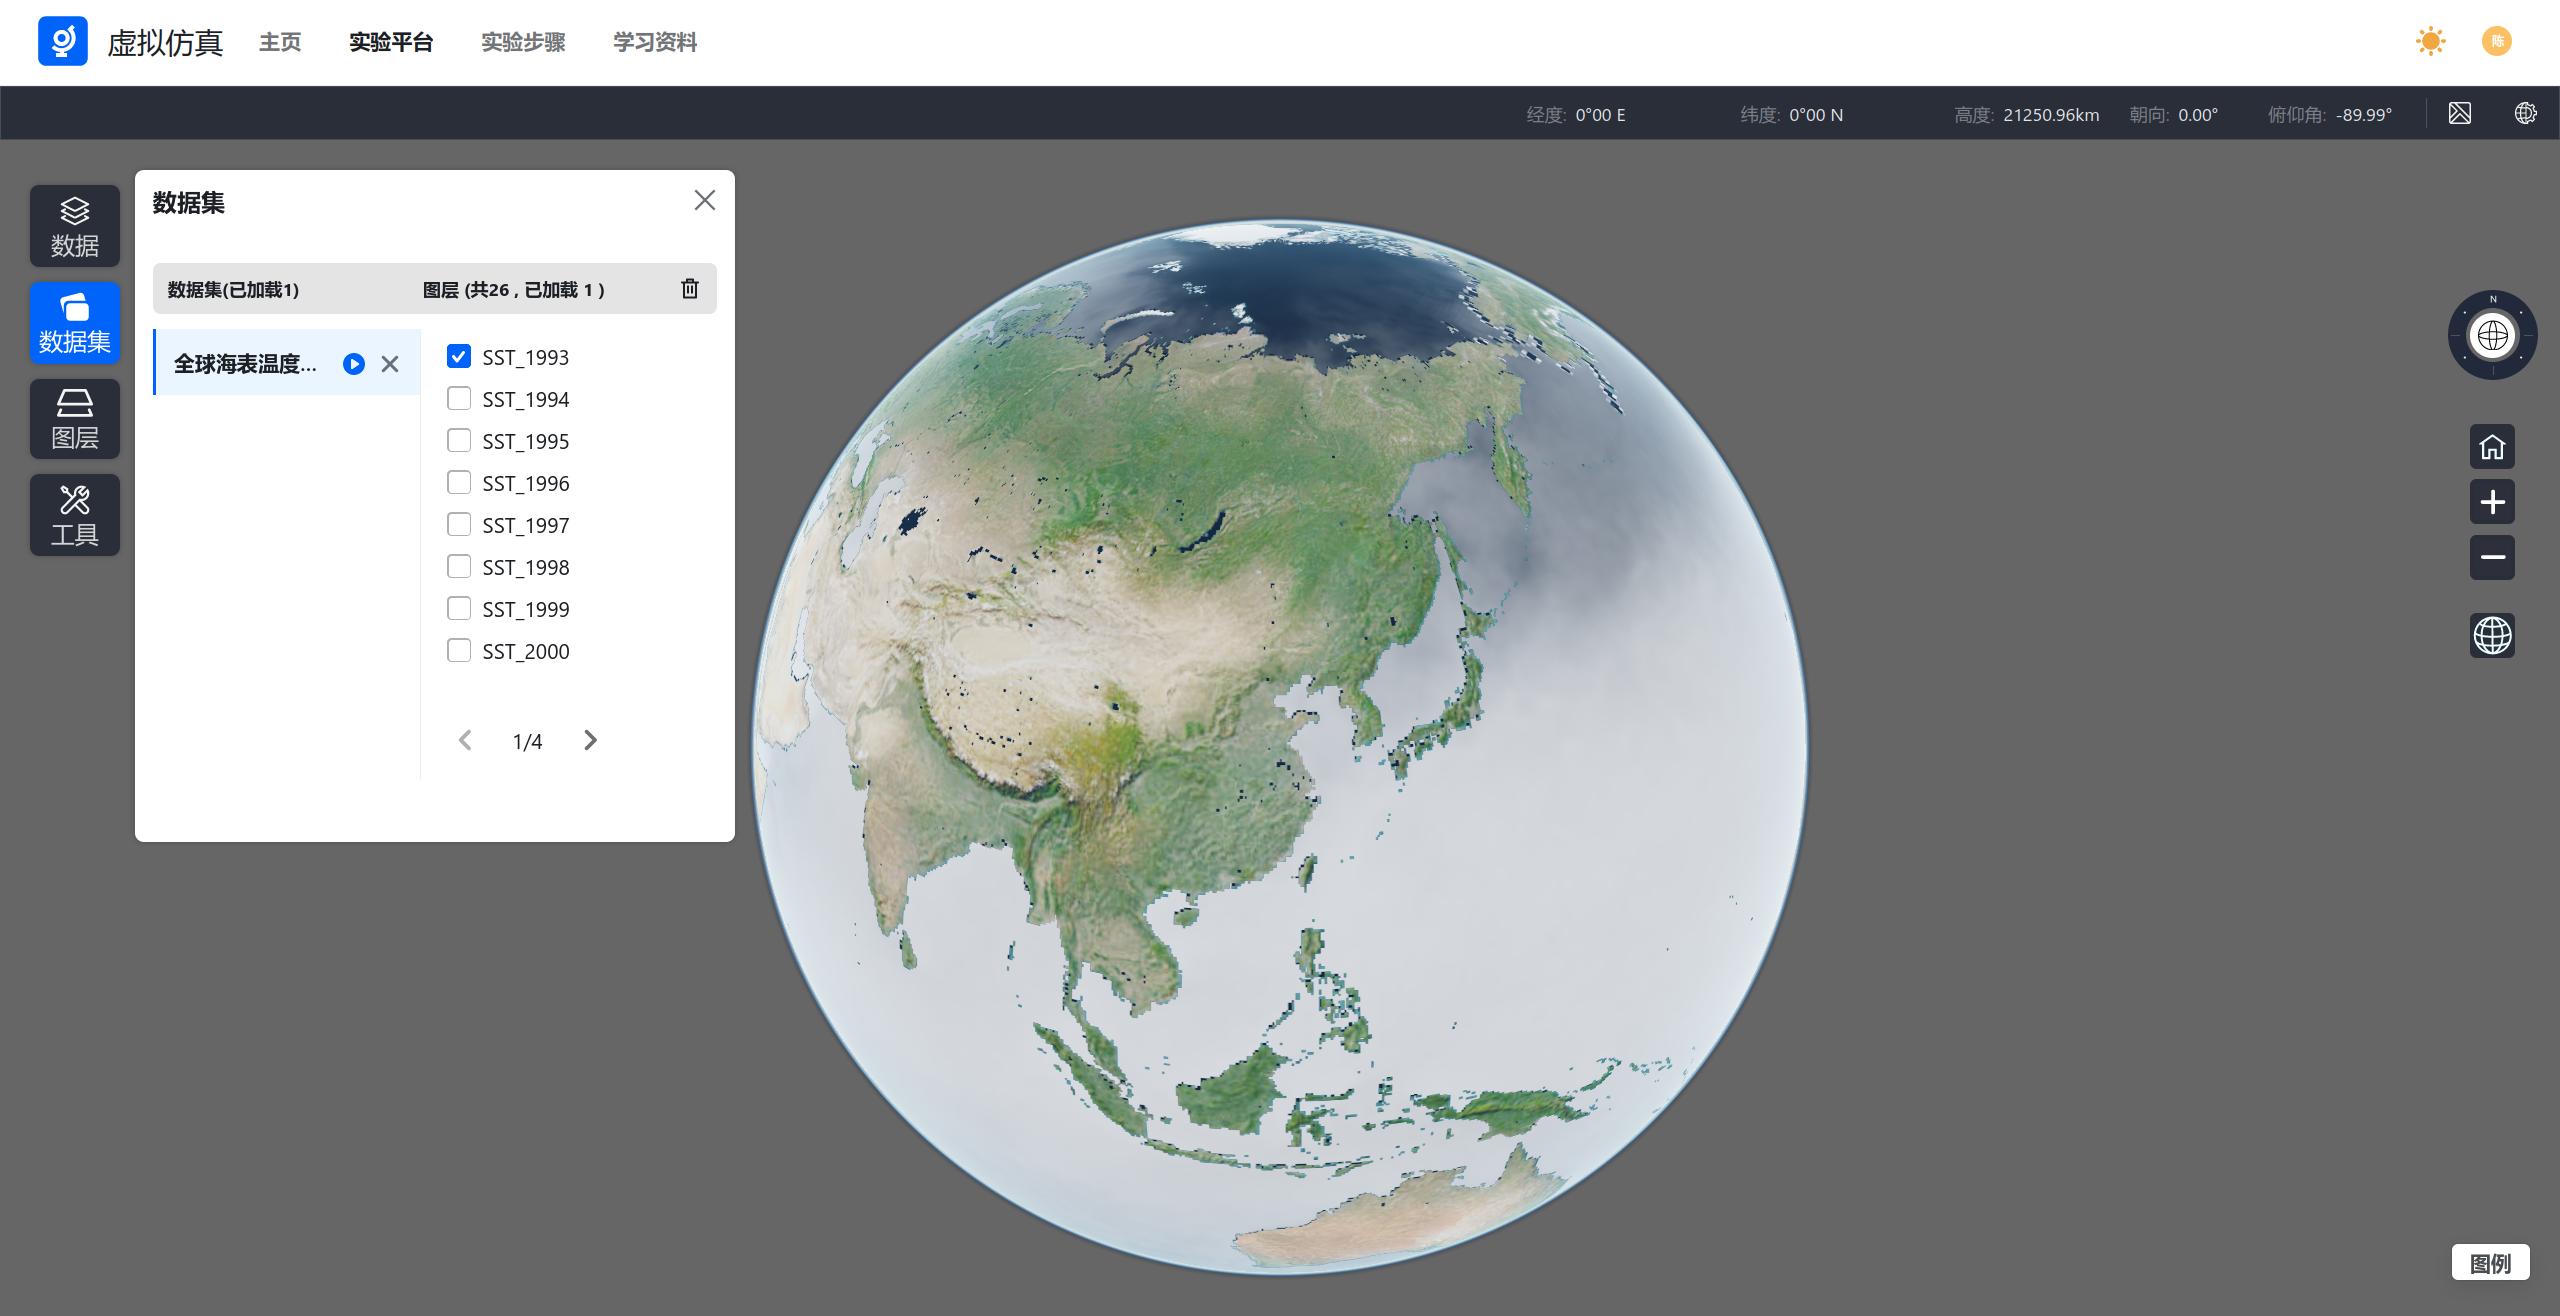 虚拟仿真 主页 实验平台 实验步骤 学习资料 陈
经度: 0°00 E 纬度: 0°00 N 高度: 21250.96km 朝向: 0.00° 俯仰角: -89.99°
数据
数据集
图层
工具
数据集
数据集(已加载1) 图层 (共26 , 已加载 1 )
全球海表温度...
SST_1993
SST_1994
SST_1995
SST_1996
SST_1997
SST_1998
SST_1999
SST_2000
1/4
N
图例